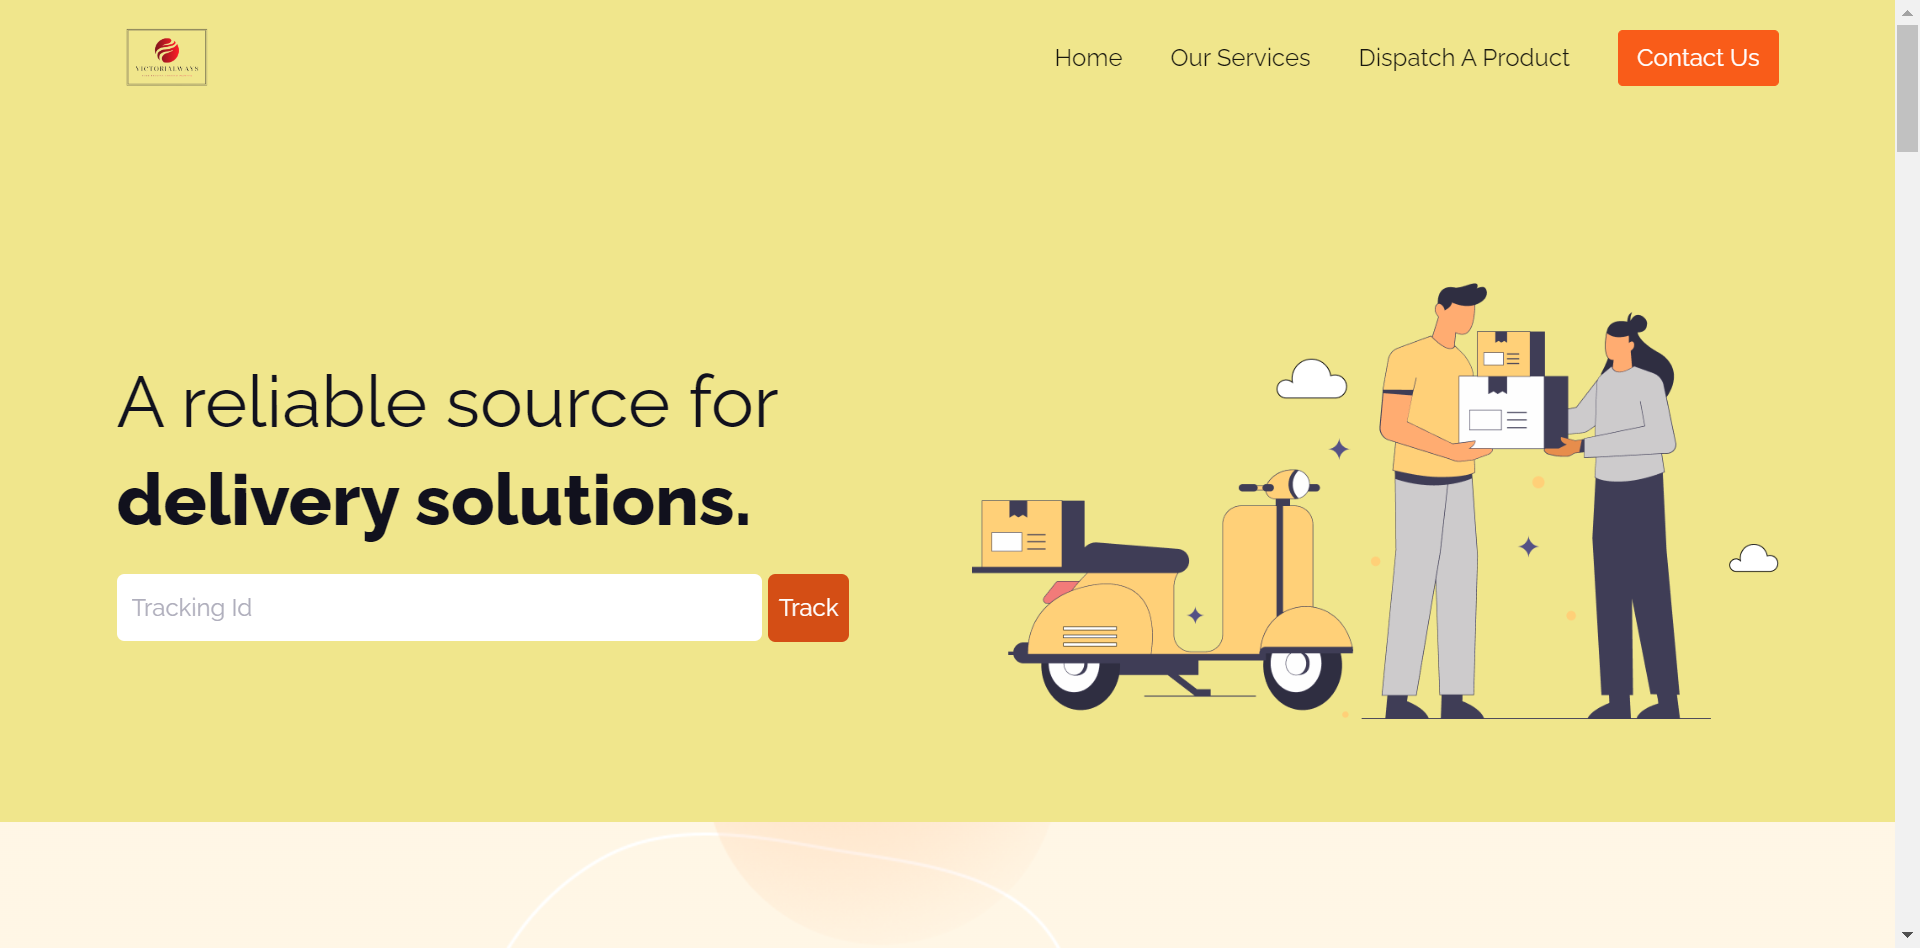 VICTORIALWAYS
Home
Our Services
Dispatch A Product
Contact Us
A reliable source for
delivery solutions.
Tracking Id
Track